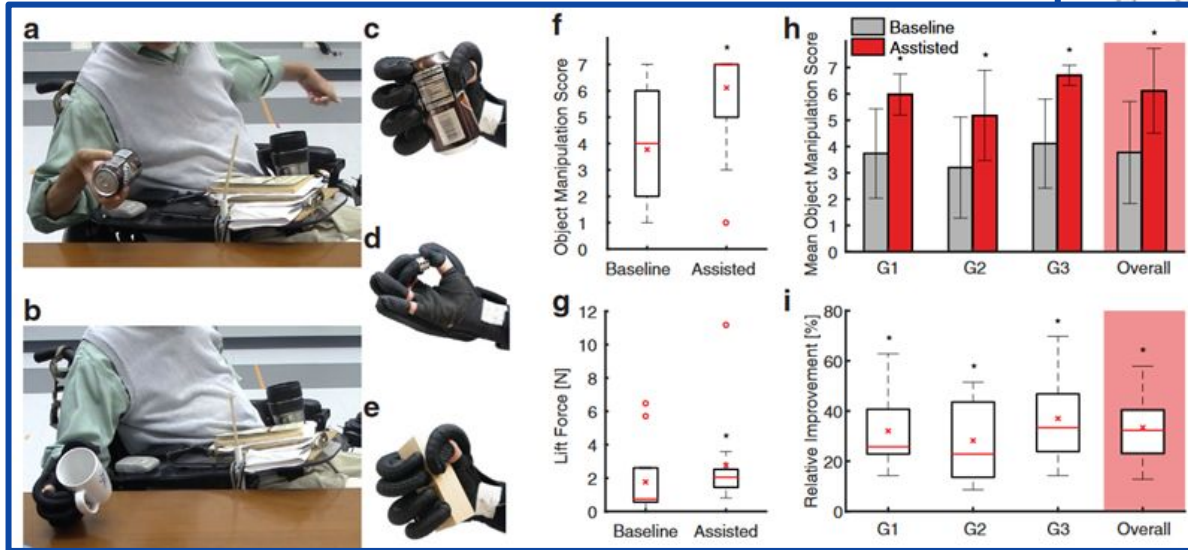 a
b
c
d
e
f
Object Manipulation Score
7
6
5
4
3
2
1
0
*
Baseline
Assisted
g
Lift Force [N]
12
10
8
6
4
2
0
*
Baseline
Assisted
h
Baseline
Asstisted
Mean Object Manipulation Score
7
6
5
4
3
2
1
0
* * * *
G1
G2
G3
Overall
i
Relative Improvement [%]
80
60
40
20
0
* * * *
G1
G2
G3
Overall